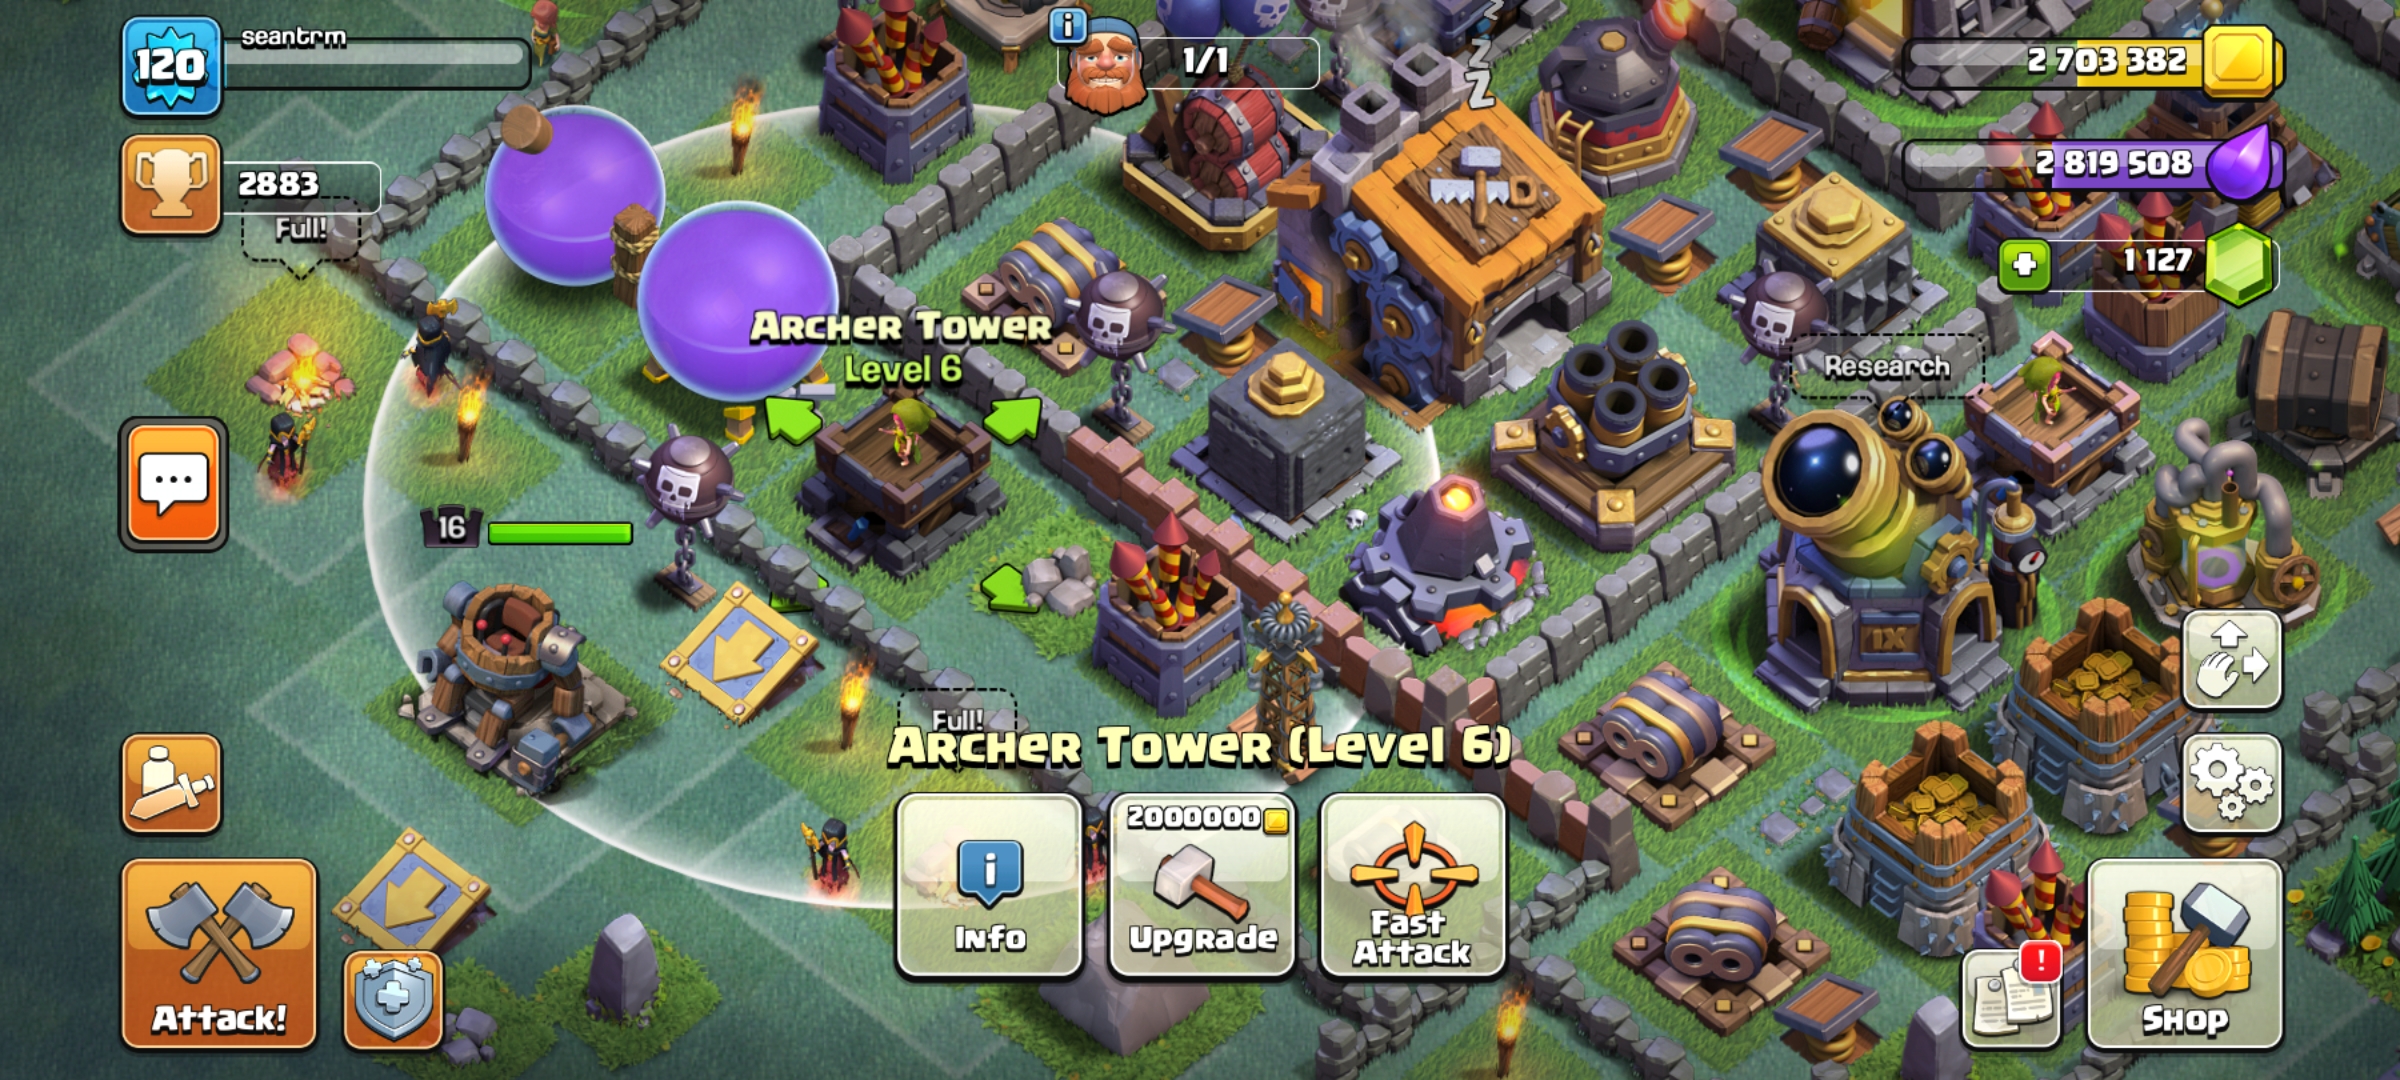 120
seantrm
1/1
2 703 382
2883
2 819 508
Full!
1 127
Archer Tower
Level 6
Research
16
IX
Full!
Archer Tower (Level 6)
Info
2000000
Upgrade
Fast
Attack
Attack!
!
Shop
i
i
z
z
Z